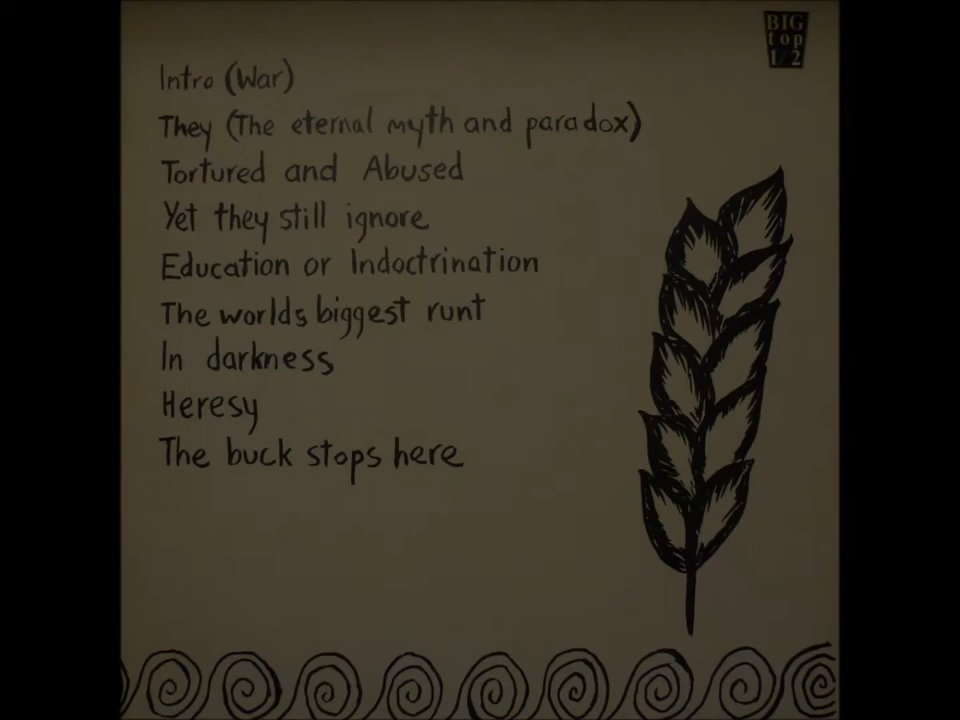 BIG
top
1/2
Intro (War)
They (The eternal myth and paradox)
Tortured and Abused
Yet they still ignore
Education or Indoctrination
The worlds biggest runt
In darkness
Heresy
The buck stops here